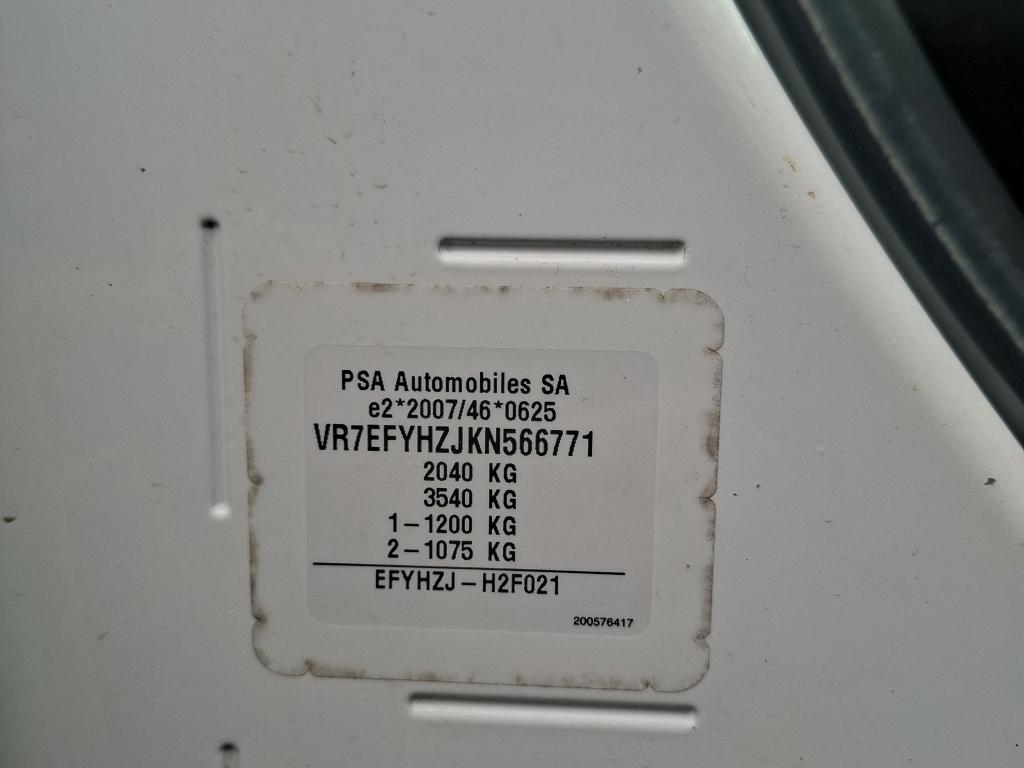 PSA Automobiles SA
e2*2007/46*0625
VR7EFYHZJKN566771
2040 KG
3540 KG
1-1200 KG
2-1075 KG
EFYHZJ-H2F021
200576417